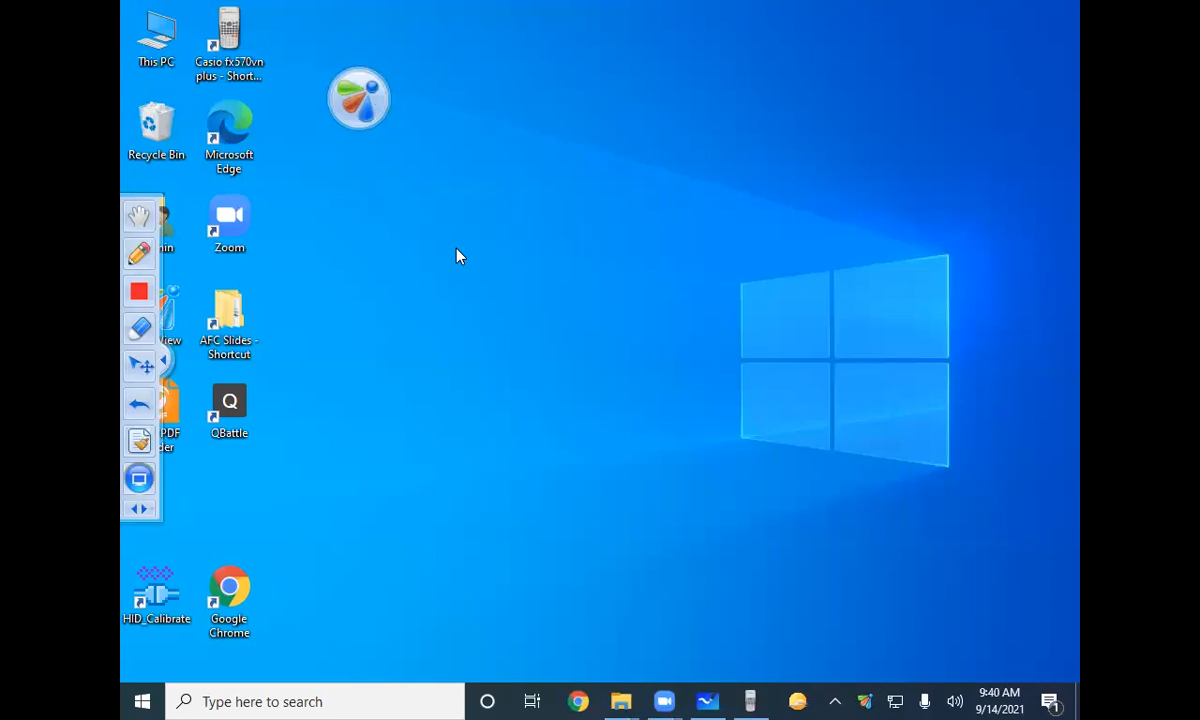 This PC
Casio fx570vn
plus - Short...
Recycle Bin
Microsoft
Edge
Zoom
AFC Slides -
Shortcut
QBattle
HID_Calibrate
Google
Chrome
Type here to search
9:40 AM
9/14/2021
1
Q